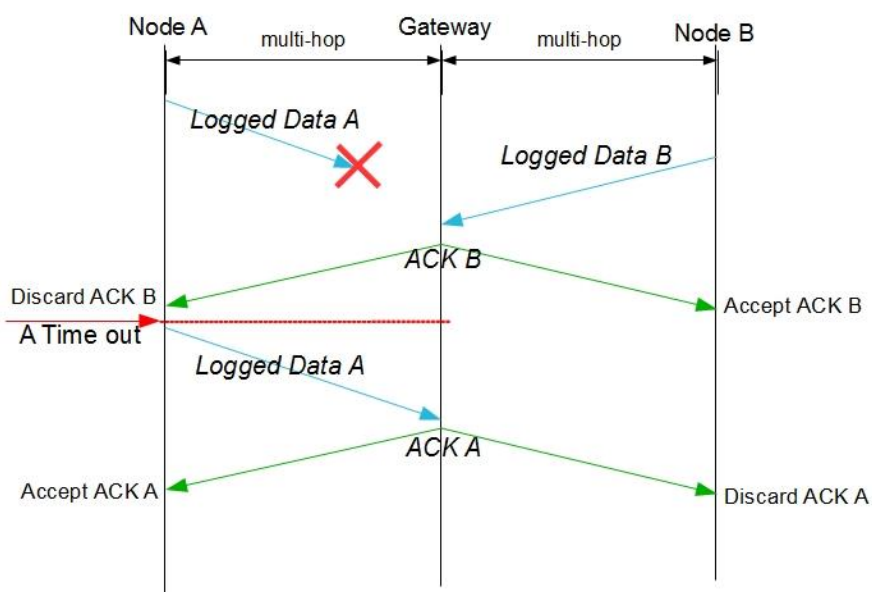 Node A
Gateway
Node B
multi-hop
multi-hop
Logged Data A
Logged Data B
ACK B
Discard ACK B
Accept ACK B
A Time out
Logged Data A
ACK A
Accept ACK A
Discard ACK A